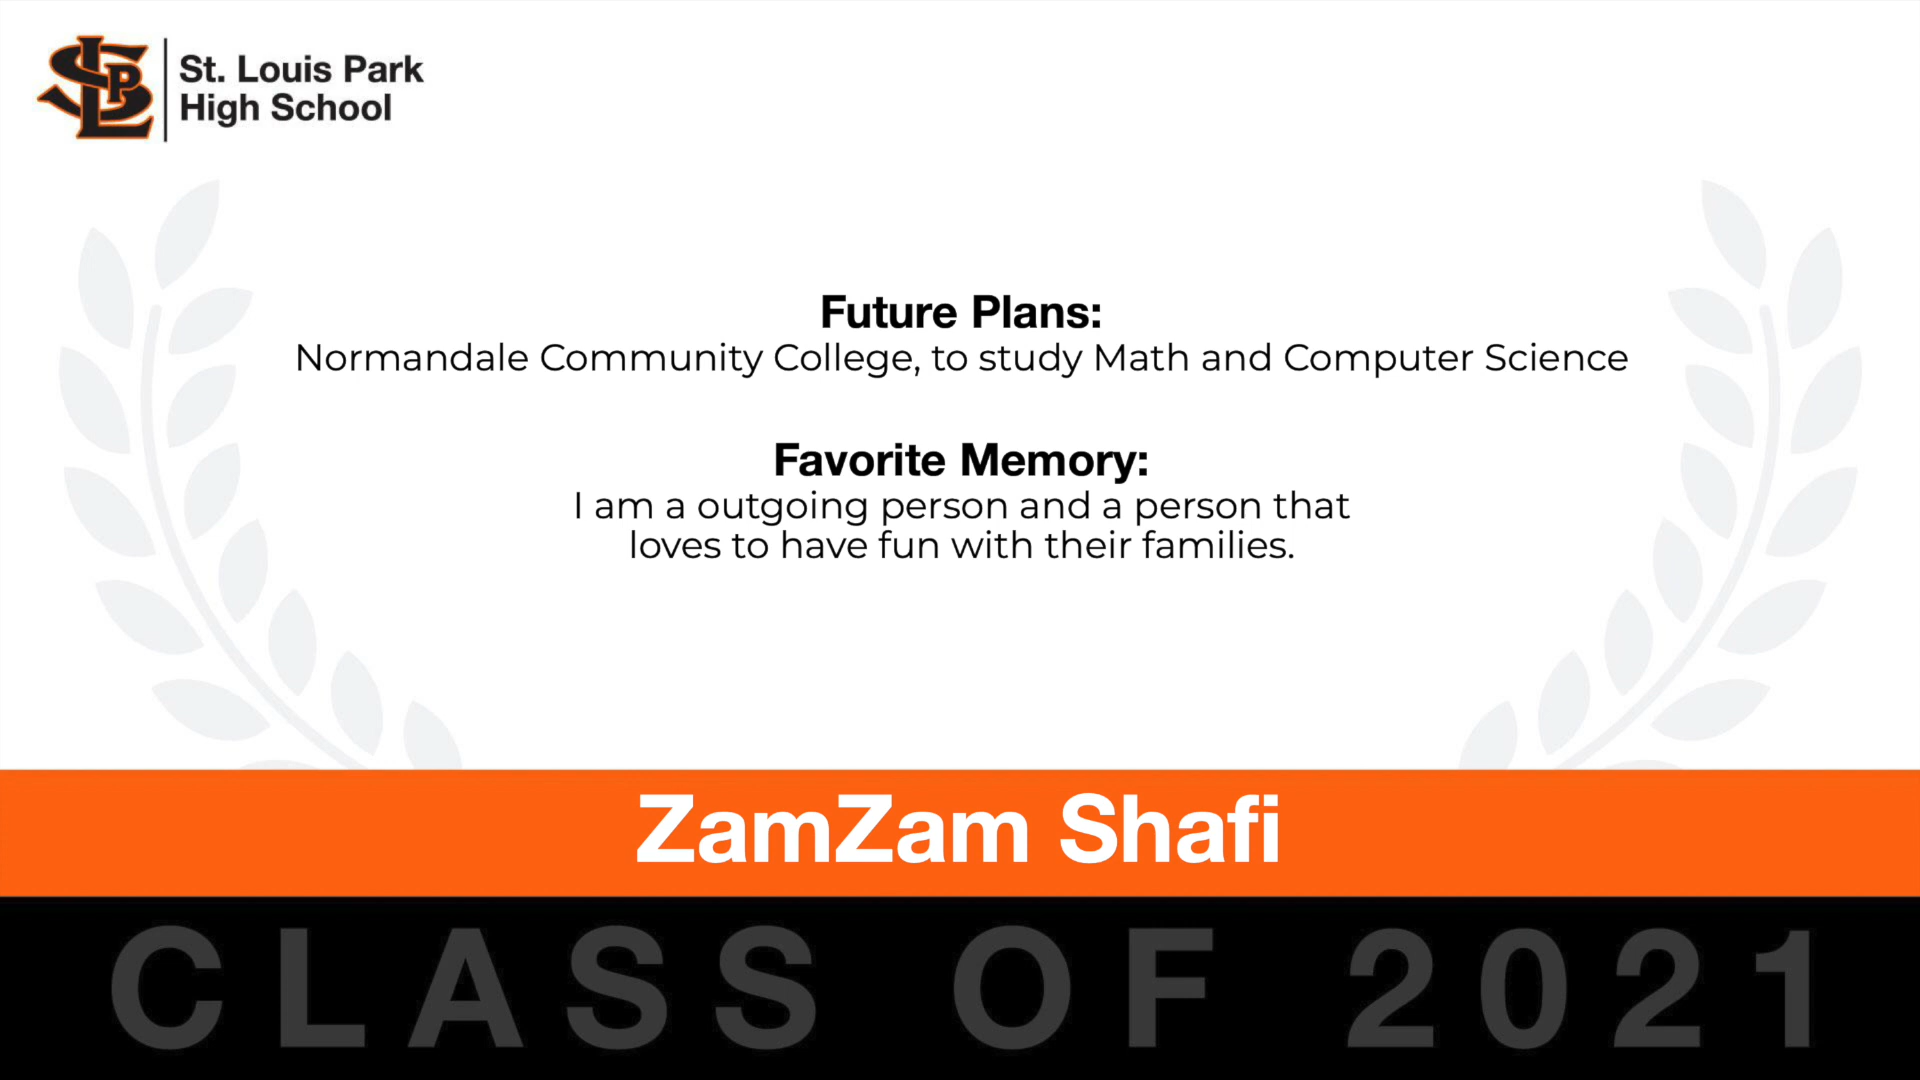 SLP
St. Louis Park
High School
Future Plans:
Normandale Community College, to study Math and Computer Science
Favorite Memory:
I am a outgoing person and a person that
loves to have fun with their families.
ZamZam Shafi
CLASS OF 2021